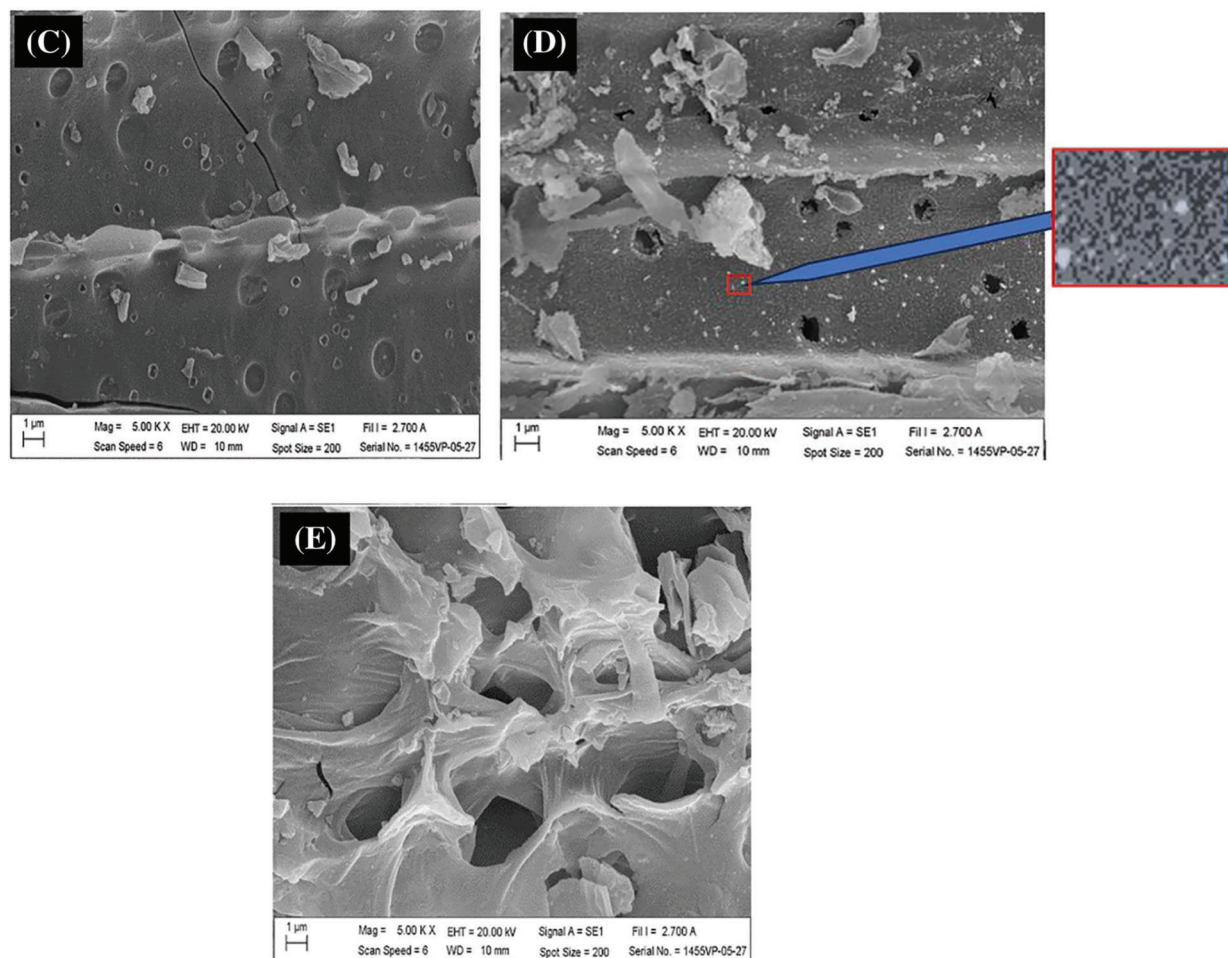 (C)
(D)
1 µm Mag = 5.00 K X EHT = 20.00 kV Signal A = SE1 Fil I = 2.700 A
Scan Speed = 6 WD = 10 mm Spot Size = 200 Serial No. = 1455VP-05-27
1 µm Mag = 5.00 K X EHT = 20.00 kV Signal A = SE1 Fil I = 2.700 A
Scan Speed = 6 WD = 10 mm Spot Size = 200 Serial No. = 1455VP-05-27
(E)
1 µm Mag = 5.00 K X EHT = 20.00 kV Signal A = SE1 Fil I = 2.700 A
Scan Speed = 6 WD = 10 mm Spot Size = 200 Serial No. = 1455VP-05-27